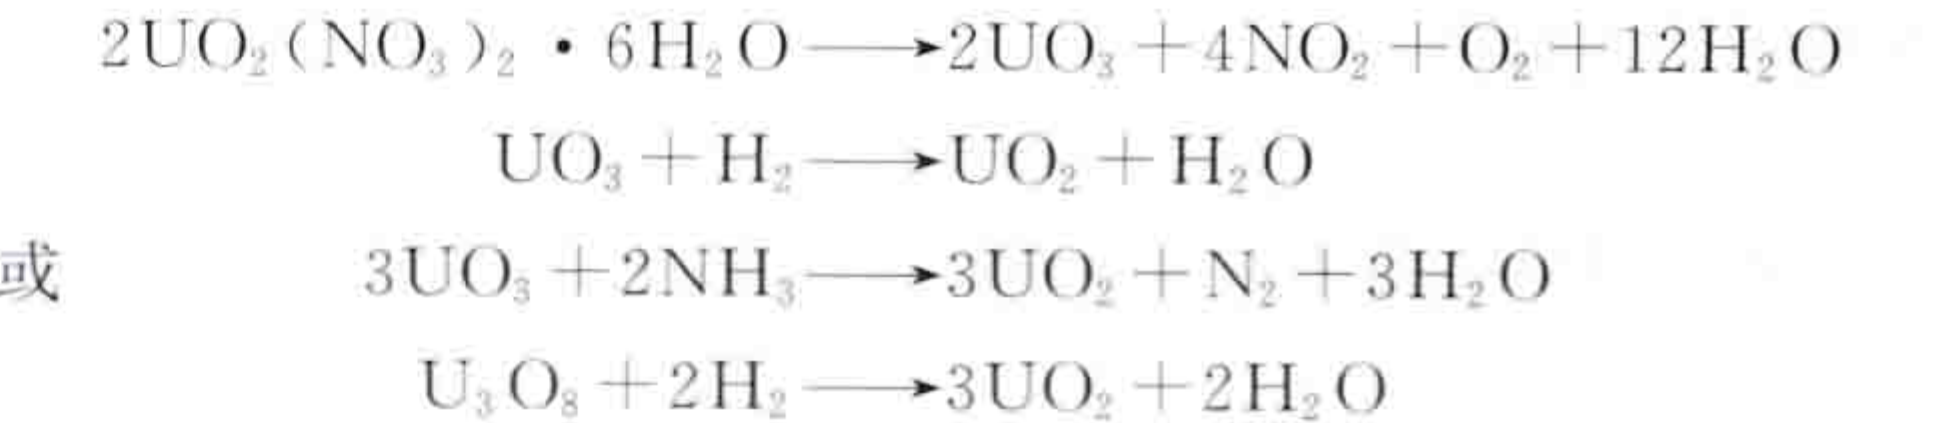 2UO₂(NO₃)₂ · 6H₂O ⟶ 2UO₃ + 4NO₂ + O₂ + 12H₂O
UO₃ + H₂ ⟶ UO₂ + H₂O
或 3UO₃ + 2NH₃ ⟶ 3UO₂ + N₂ + 3H₂O
U₃O₈ + 2H₂ ⟶ 3UO₂ + 2H₂O